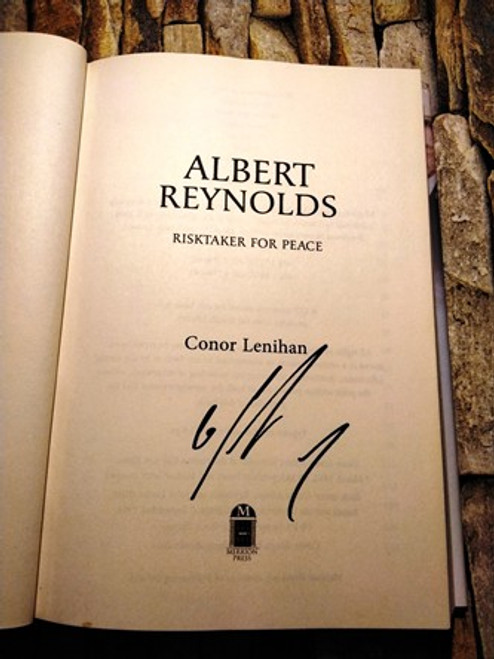 ALBERT
REYNOLDS
RISKTAKER FOR PEACE
Conor Lenihan
M
MERRION
PRESS